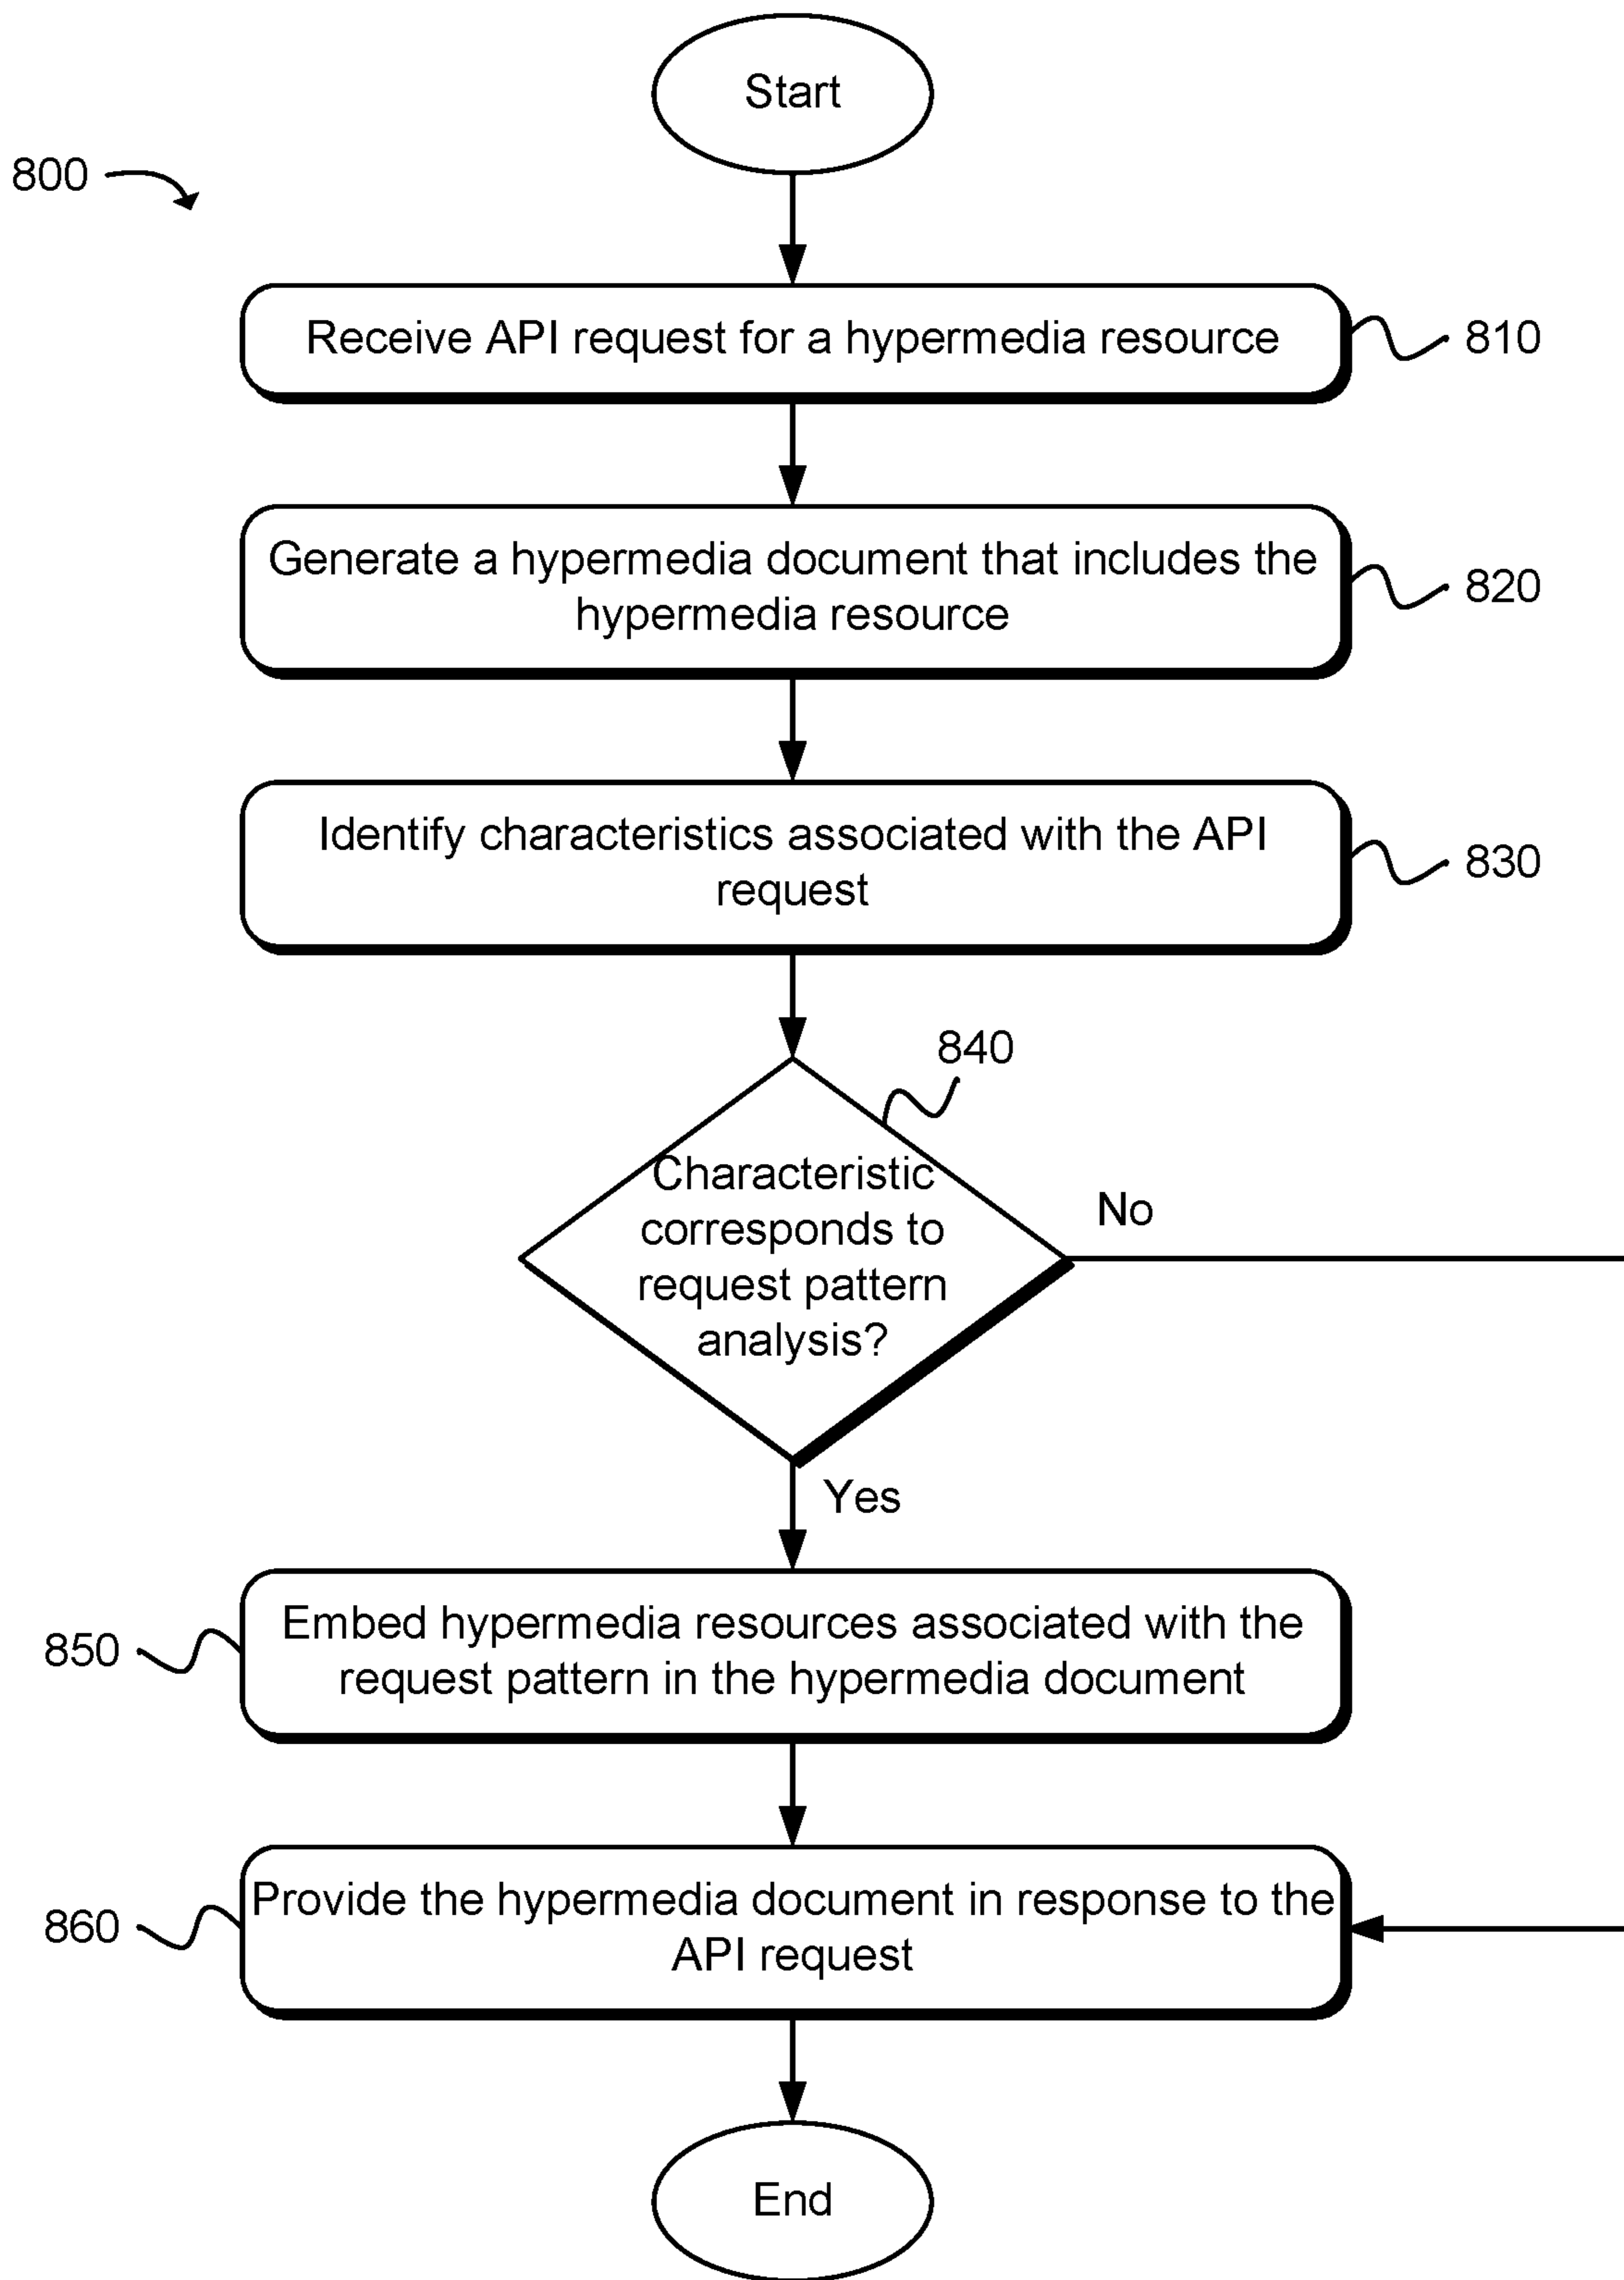 Start
800
Receive API request for a hypermedia resource
810
Generate a hypermedia document that includes the
hypermedia resource
820
Identify characteristics associated with the API
request
830
840
Characteristic
corresponds to
request pattern
analysis?
No
Yes
Embed hypermedia resources associated with the
request pattern in the hypermedia document
850
Provide the hypermedia document in response to the
API request
860
End